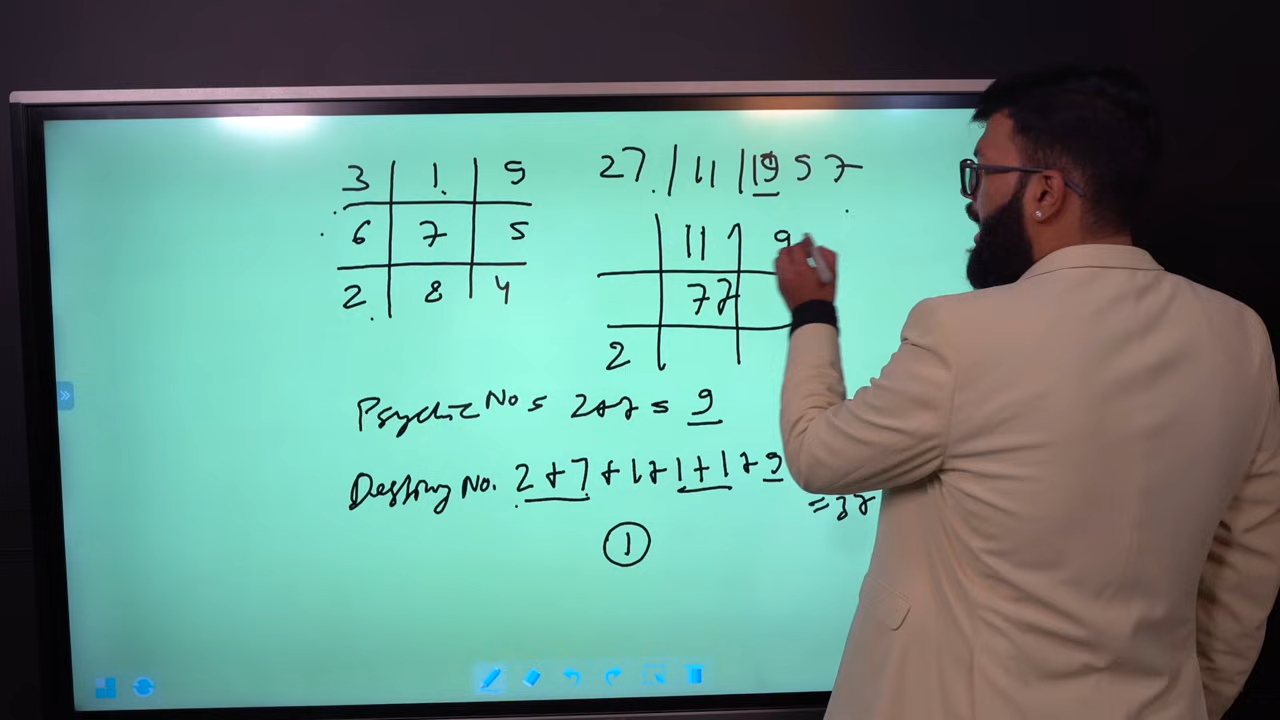 3 | 1 | 9
6 | 7 | 5
2 | 8 | 4
27 / 11 / 1957
11 1 | 9
77
2
Psychic No = 2+7 = 9
Destiny No. 2+7+1+1+1+9
=37
1